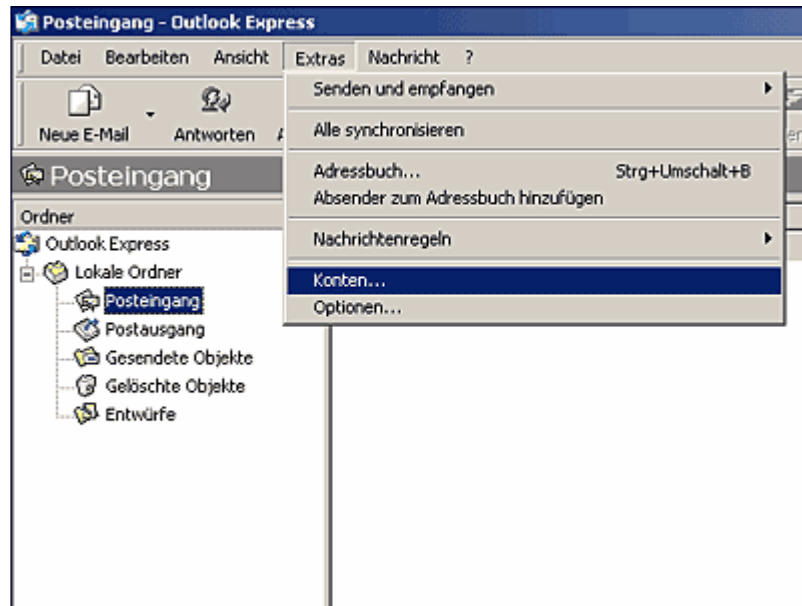 Posteingang - Outlook Express
Datei Bearbeiten Ansicht Extras Nachricht ?
Neue E-Mail Antworten
Senden und empfangen
Alle synchronisieren
Adressbuch... Strg+Umschalt+B
Absender zum Adressbuch hinzufügen
Nachrichtenregeln
Konten...
Optionen...
Posteingang
Ordner
Outlook Express
Lokale Ordner
Posteingang
Postausgang
Gesendete Objekte
Gelöschte Objekte
Entwürfe